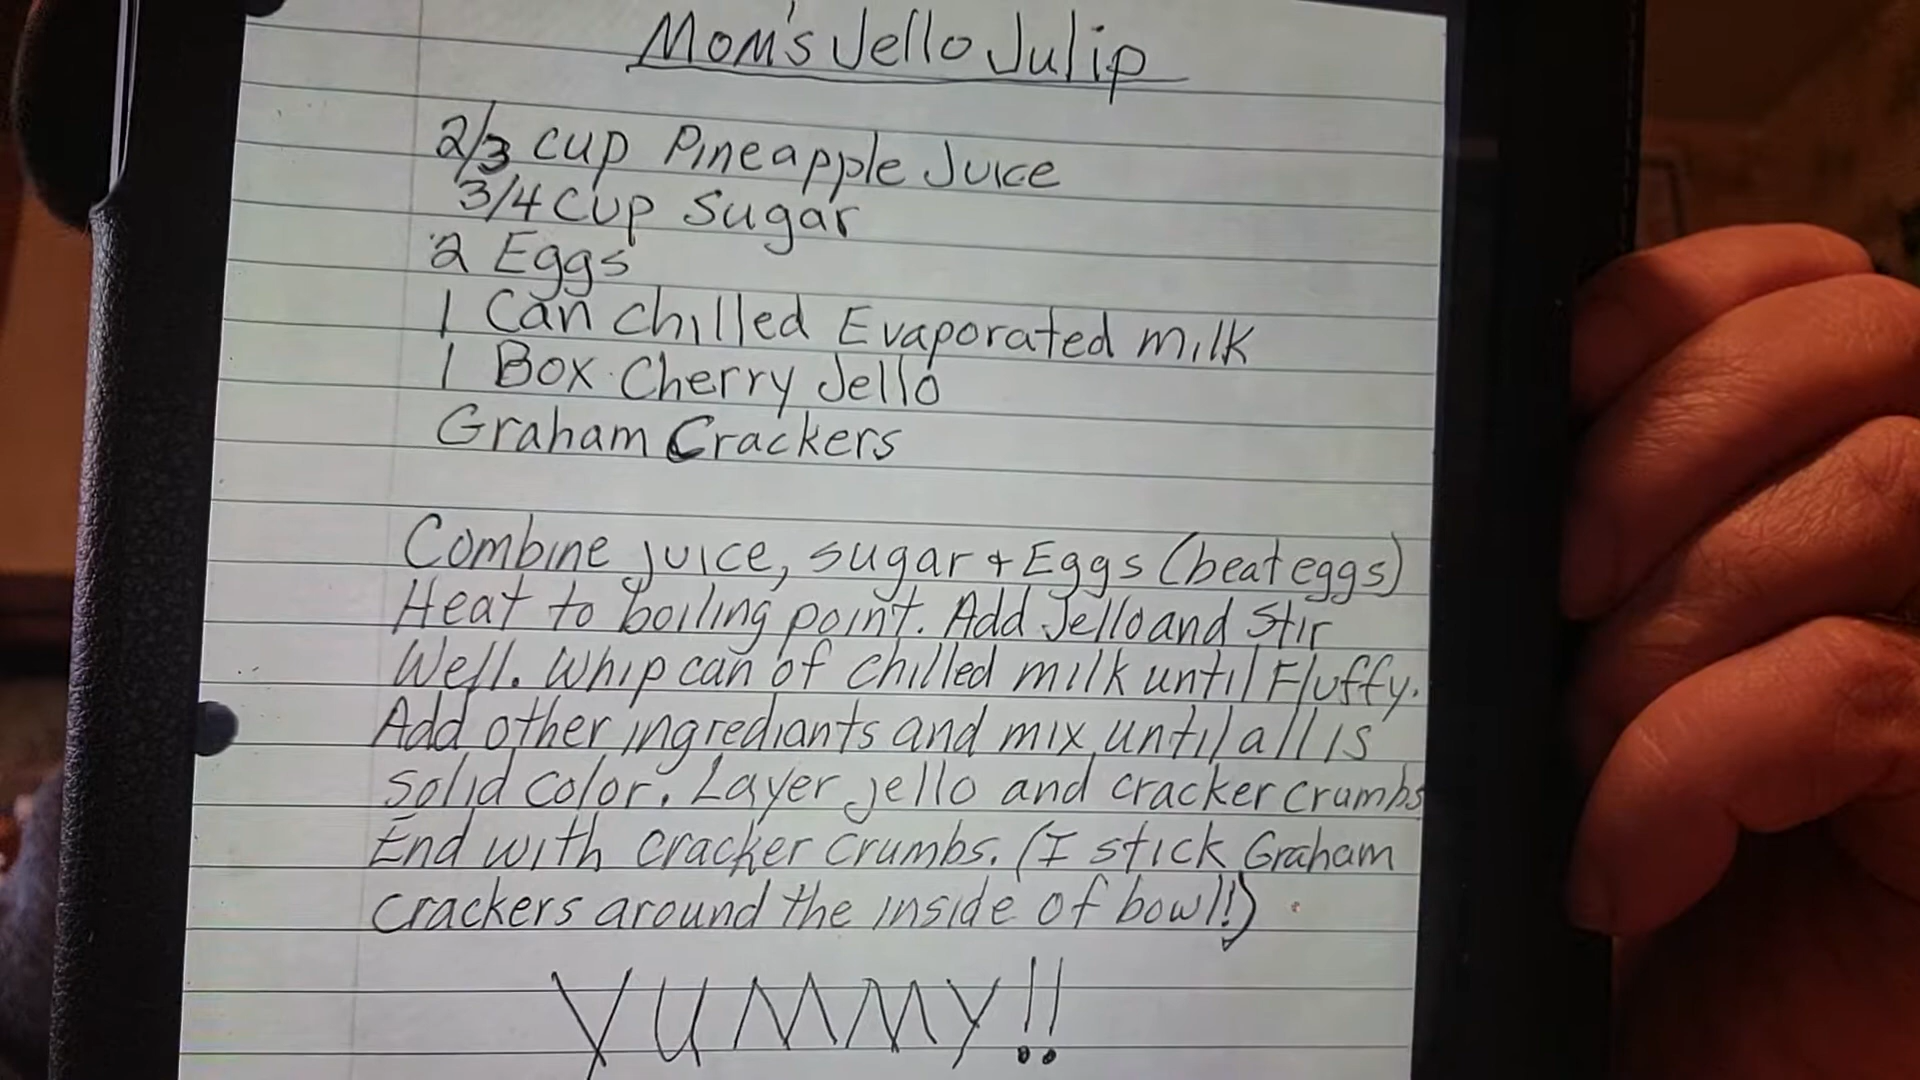 Mom's Jello Julip
2/3 cup Pineapple Juice
3/4 cup Sugar
2 Eggs
1 Can chilled Evaporated milk
1 Box Cherry Jello
Graham Crackers
Combine juice, sugar + Eggs (beat eggs)
Heat to boiling point. Add Jello and Stir
Well. Whip can of chilled milk until Fluffy.
Add other ingrediants and mix until all is
solid color. Layer jello and cracker crumbs
End with cracker crumbs. (I stick Graham
crackers around the inside of bowl!)
YUMMY!!